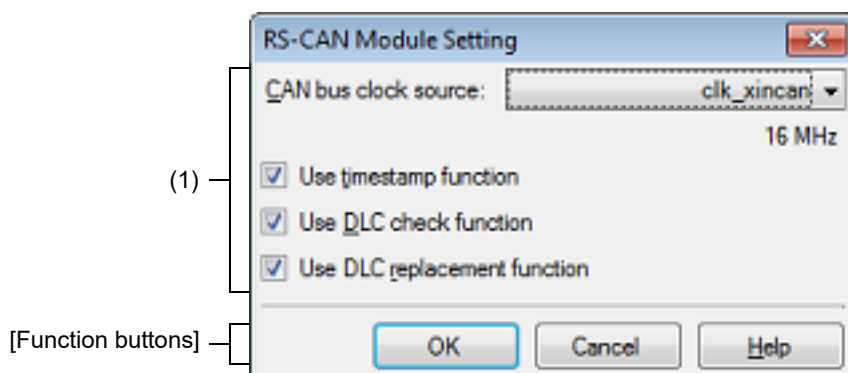 RS-CAN Module Setting
CAN bus clock source: clk_xincan
16 MHz
(1)
Use timestamp function
Use DLC check function
Use DLC replacement function
[Function buttons]
OK Cancel Help